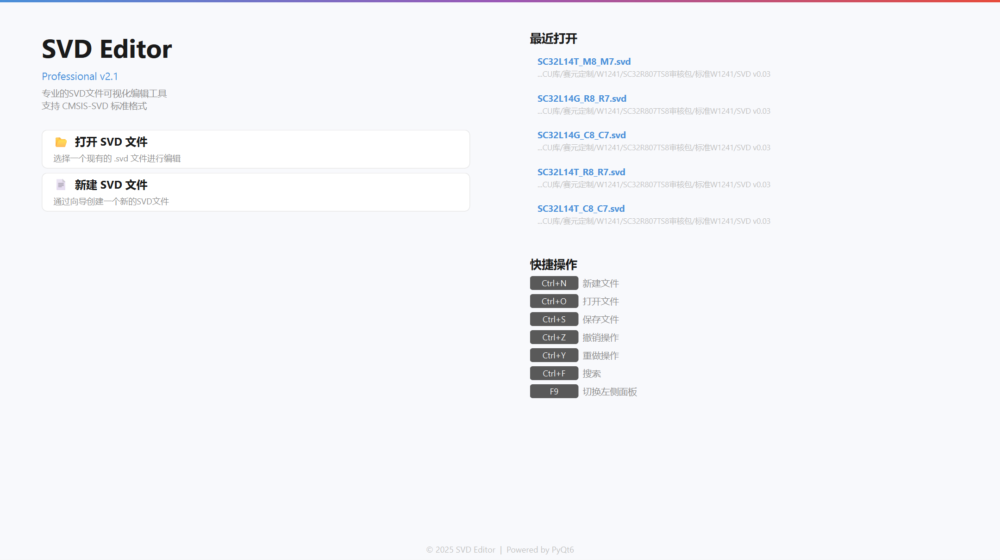 SVD Editor
Professional v2.1
专业的SVD文件可视化编辑工具
支持 CMSIS-SVD 标准格式
打开 SVD 文件
选择一个现有的 .svd 文件进行编辑
新建 SVD 文件
通过向导创建一个新的SVD文件
最近打开
SC32L14T_M8_M7.svd
...CU库/赛元定制/W1241/SC32R807TS8审核包/标准W1241/SVD v0.03
SC32L14G_R8_R7.svd
...CU库/赛元定制/W1241/SC32R807TS8审核包/标准W1241/SVD v0.03
SC32L14G_C8_C7.svd
...CU库/赛元定制/W1241/SC32R807TS8审核包/标准W1241/SVD v0.03
SC32L14T_R8_R7.svd
...CU库/赛元定制/W1241/SC32R807TS8审核包/标准W1241/SVD v0.03
SC32L14T_C8_C7.svd
...CU库/赛元定制/W1241/SC32R807TS8审核包/标准W1241/SVD v0.03
快捷操作
Ctrl+N 新建文件
Ctrl+O 打开文件
Ctrl+S 保存文件
Ctrl+Z 撤销操作
Ctrl+Y 重做操作
Ctrl+F 搜索
F9 切换左侧面板
© 2025 SVD Editor | Powered by PyQt6